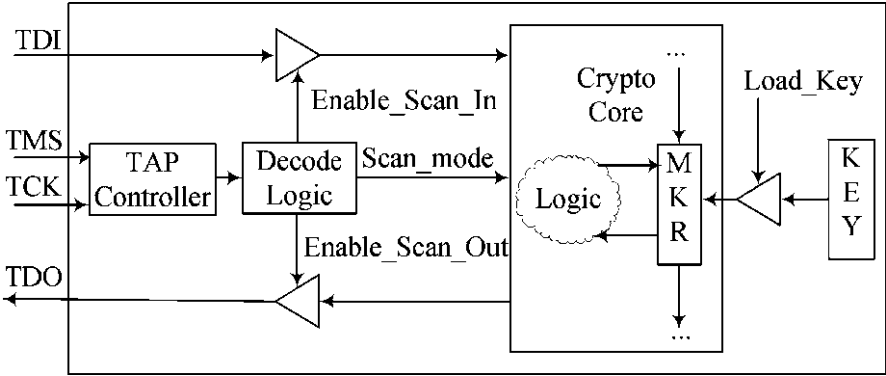 TDI
...
Enable_Scan_In
Crypto
Core
Load_Key
TMS
TCK
TAP
Controller
Decode
Logic
Scan_mode
Logic
M
K
R
K
E
Y
Enable_Scan_Out
TDO
...